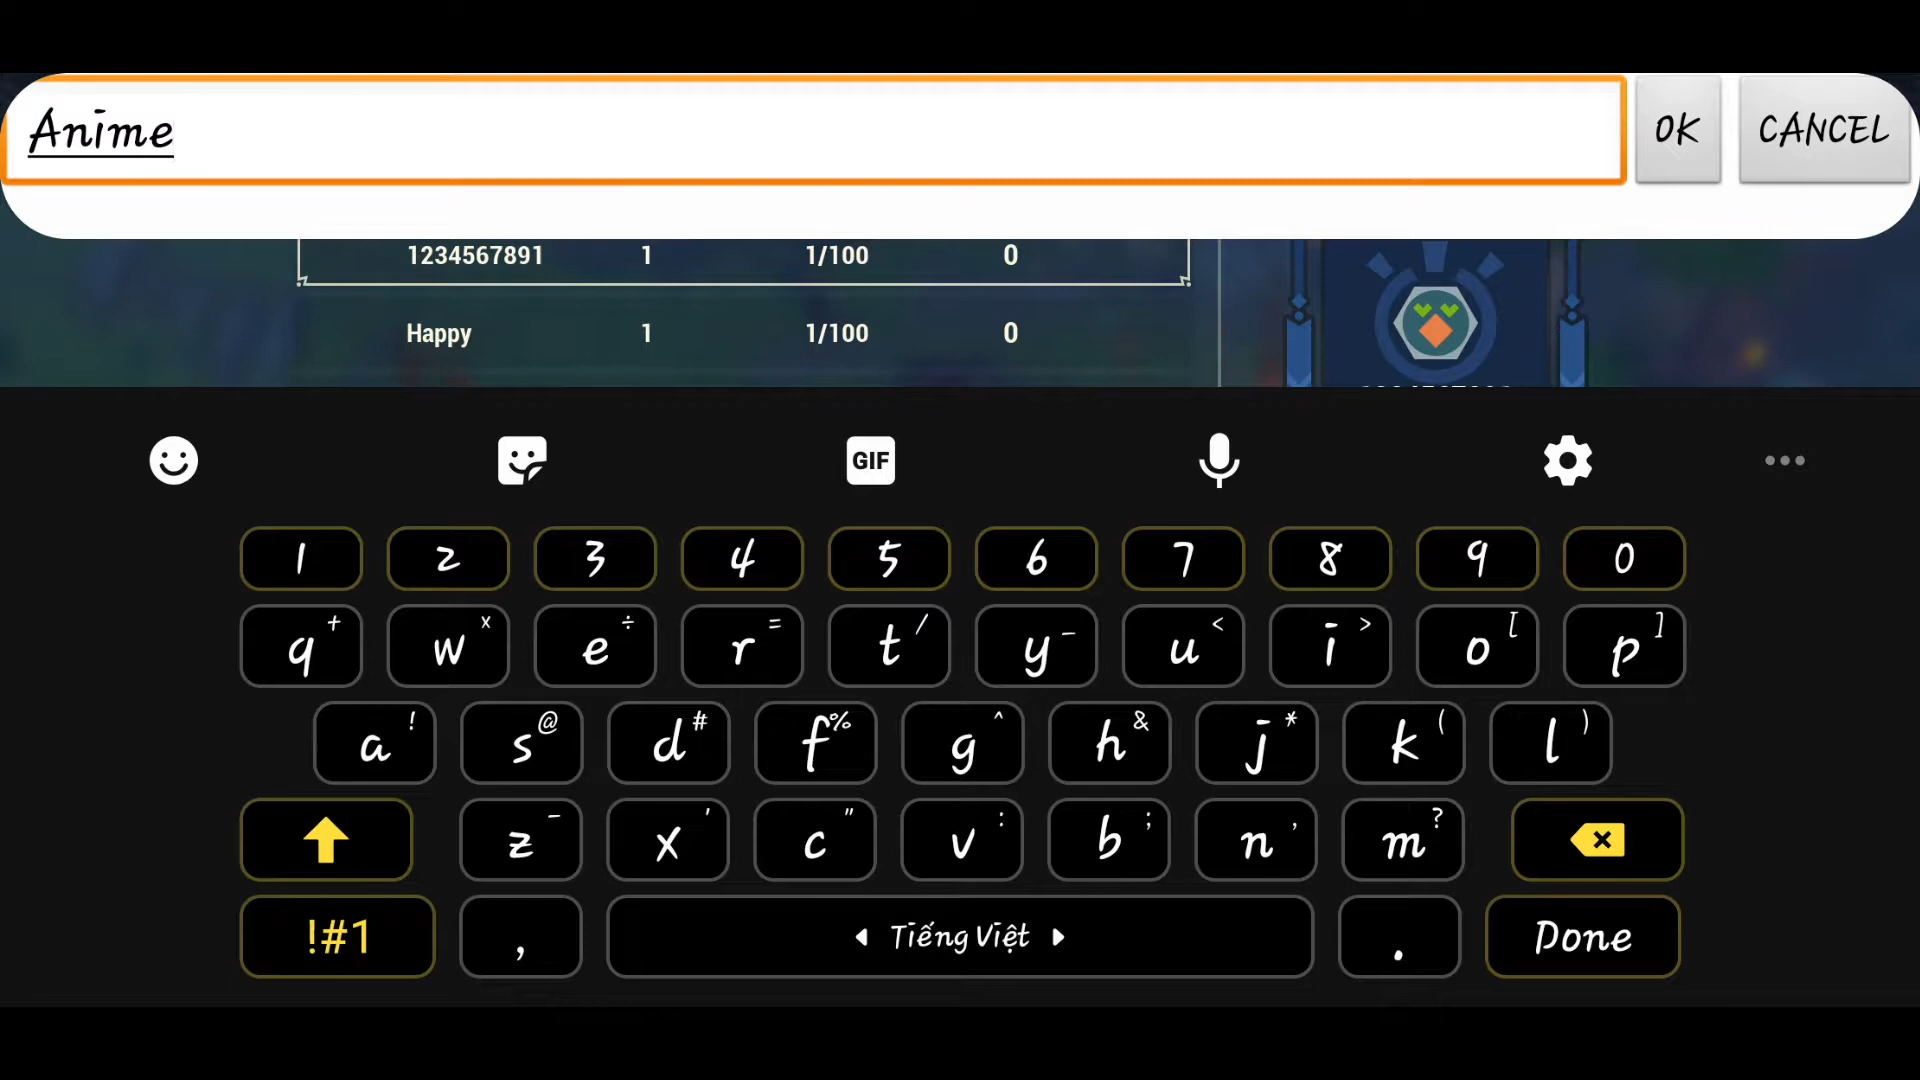 Anime OK CANCEL
1234567891 1 1/100 0
Happy 1 1/100 0
GIF
1 2 3 4 5 6 7 8 9 0
q + w x e ÷ r = t / y _ u < i > o [ p ]
a ! s @ d # f % g ^ h & j * k ( l )
z - x ' c " v : b ; n , m ?
!#1 , Tiếng Việt . Done